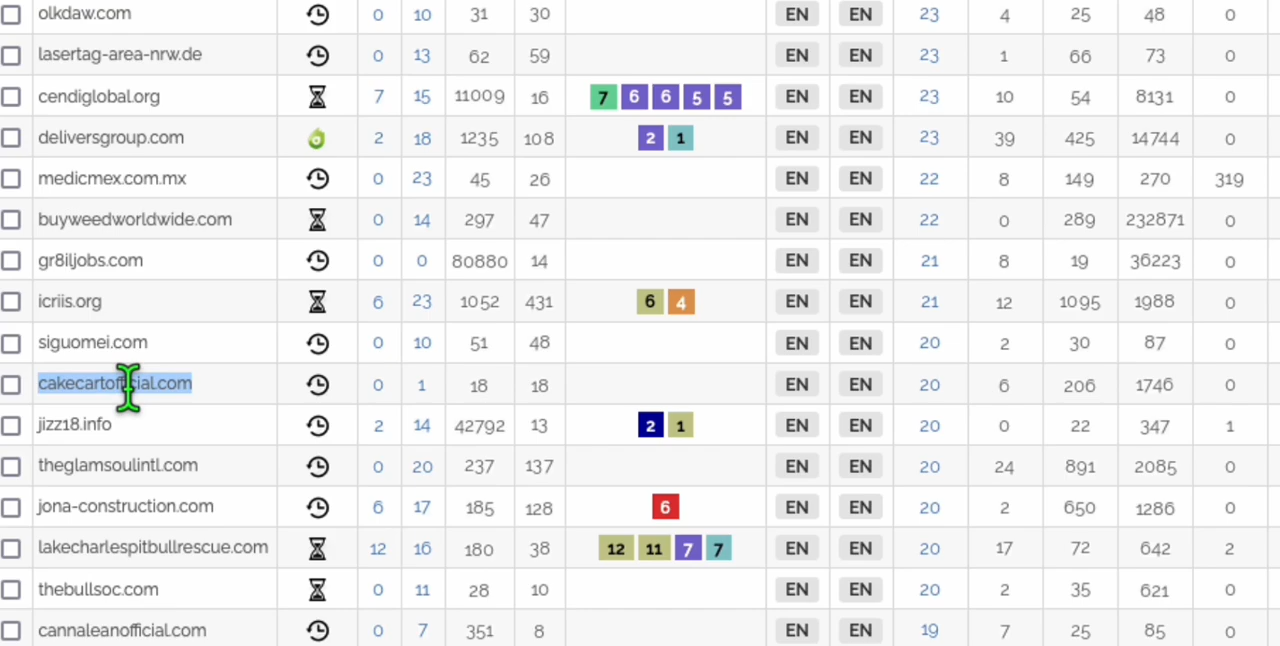 olkdaw.com 0 10 31 30 EN EN 23 4 25 48 0
lasertag-area-nrw.de 0 13 62 59 EN EN 23 1 66 73 0
cendiglobal.org 7 15 11009 16 7 6 6 5 5 EN EN 23 10 54 8131 0
deliversgroup.com 2 18 1235 108 2 1 EN EN 23 39 425 14744 0
medicmex.com.mx 0 23 45 26 EN EN 22 8 149 270 319
buyweedworldwide.com 0 14 297 47 EN EN 22 0 289 232871 0
gr8iljobs.com 0 0 80880 14 EN EN 21 8 19 36223 0
icriis.org 6 23 1052 431 6 4 EN EN 21 12 1095 1988 0
siguomei.com 0 10 51 48 EN EN 20 2 30 87 0
cakecartofficial.com 0 1 18 18 EN EN 20 6 206 1746 0
jizz18.info 2 14 42792 13 2 1 EN EN 20 0 22 347 1
theglamsoulintl.com 0 20 237 137 EN EN 20 24 891 2085 0
jona-construction.com 6 17 185 128 6 EN EN 20 2 650 1286 0
lakecharlespitbullrescue.com 12 16 180 38 12 11 7 7 EN EN 20 17 72 642 2
thebullsoc.com 0 11 28 10 EN EN 20 2 35 621 0
cannaleanofficial.com 0 7 351 8 EN EN 19 7 25 85 0